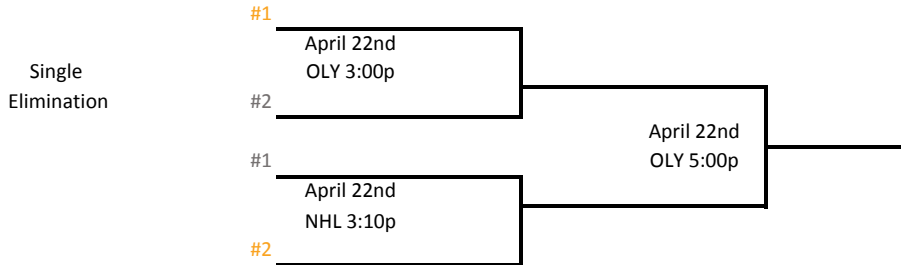 #1
April 22nd
OLY 3:00p
Single
Elimination
#2
#1
April 22nd
OLY 5:00p
April 22nd
NHL 3:10p
#2